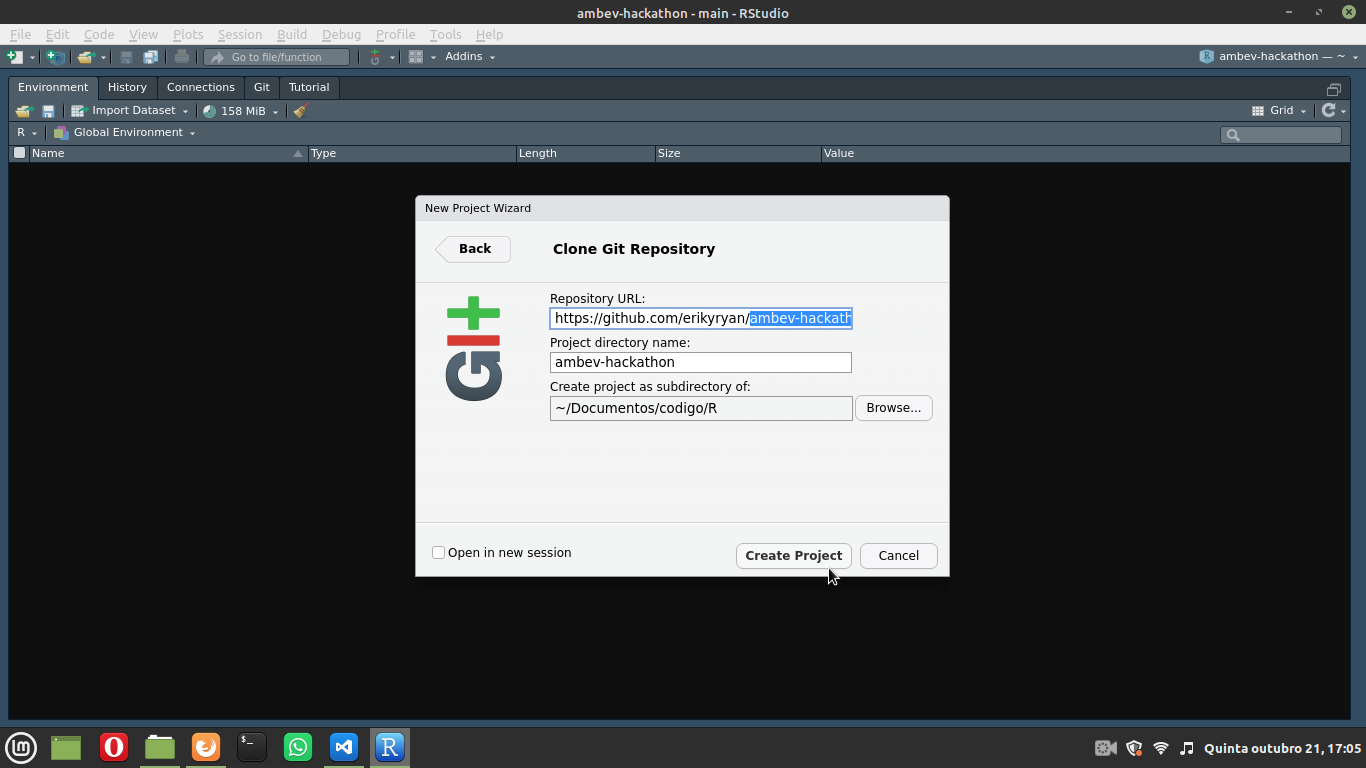 ambev-hackathon - main - RStudio
File Edit Code View Plots Session Build Debug Profile Tools Help
Go to file/function Addins ambev-hackathon — ~
Environment History Connections Git Tutorial
Import Dataset 158 MiB Grid
R Global Environment
Name Type Length Size Value
New Project Wizard
Back Clone Git Repository
GIT
Repository URL:
https://github.com/erikyryan/ambev-hackath
Project directory name:
ambev-hackathon
Create project as subdirectory of:
~/Documentos/codigo/R Browse...
Open in new session Create Project Cancel
$_ R Quinta outubro 21, 17:05